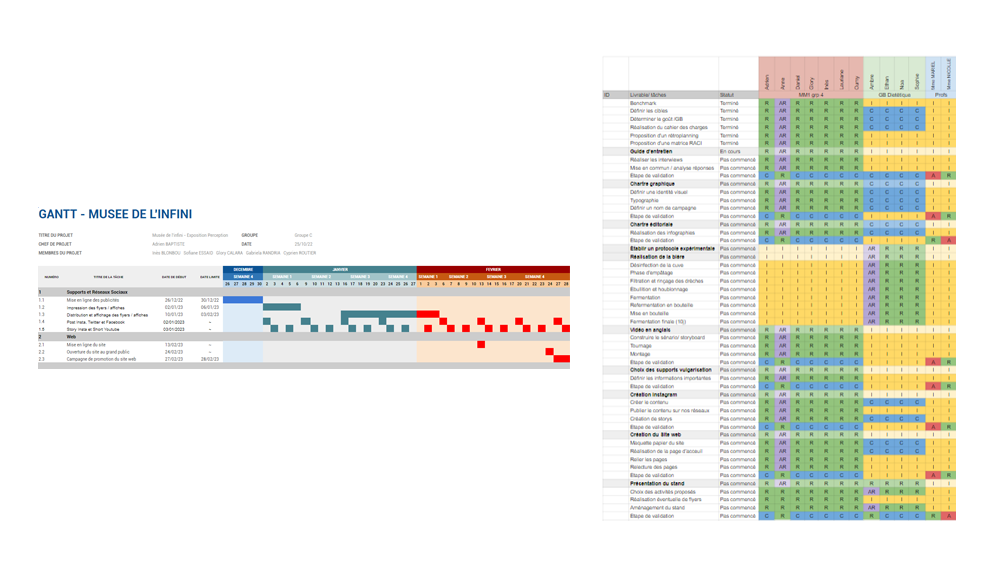 GANTT - MUSEE DE L'INFINI
TITRE DU PROJET Musée de l'Infini - Exposition Perception GROUPE Groupe 2
CHEF DE PROJET Adrien BAPTISTE DATE
MEMBRES DU PROJET
DECEMBRE JANVIER FEVRIER
NUMÉRO TITRE DE LA TÂCHE DATE DE DÉBUT DATE LIMITE SEMAINE 4 SEMAINE 1 SEMAINE 2 SEMAINE 3 SEMAINE 4 SEMAINE 1 SEMAINE 2 SEMAINE 3 SEMAINE 4
1 Supports et Réseaux Sociaux
1.1 Mise en ligne des publicités 26/12/22 30/12/22
1.2 Impression des flyers / affiches 02/01/23 06/01/23
1.3 Distribution et affichage des flyers / affiches 10/01/23 03/02/23
1.4 Post Insta, Twitter et Facebook 02/01/2023 –
1.5 Story Insta et Short Youtube 03/01/2023 –
2 Web
2.1 Mise en ligne du site 13/02/23 –
2.2 Ouverture du site au grand public 24/02/23 –
2.3 Campagne de promotion du site web 27/02/23 28/02/23
Adrien Anne Daniel Glory Inès Camy Ambre Ethan Noa Sophie
ID Livrable/ tâches Statut MM1 grp 4 GB Diététique Profs
Benchmark Terminé R AR R R R R R I I I I I I
Définir les cibles Terminé R AR R R R R R C C C C I I
Déterminer le goût IGB Terminé R AR R R R R R C C C C I I
Réalisation du cahier des charges Terminé R AR R R R R R C C C C I I
Proposition d'un rétroplanning Terminé R AR R R R R R I I I I I I
Proposition d'une matrice RACI Terminé R AR R R R R R I I I I I I
Guide d'entretien En cours R AR R R R R R I I I I I I
Réaliser les interviews Pas commencé R AR R R R R R I I I I I I
Mise en commun / analyse réponses Pas commencé R AR R R R R R I I I I I I
Etape de validation Pas commencé C R C C C C C C C C C A R
Chartre graphique Pas commencé R AR R R R R R C C C C I I
Définir une identité visuel Pas commencé R AR R R R R R C C C C I I
Typographie Pas commencé R AR R R R R R C C C C I I
Définir un nom de campagne Pas commencé R AR R R R R R C C C C I I
Etape de validation Pas commencé C R C C C C C I I I I A R
Chartre éditoriale Pas commencé R AR R R R R R C C C C I I
Réalisation des infographies Pas commencé R AR R R R R R C C C C I I
Etape de validation Pas commencé C R C C C C C I I I I R A
Etablir un protocole expérimentale Pas commencé I I I I I I I AR R R R I I
Réalisation de la bière Pas commencé I I I I I I I AR R R R I I
Désinfection de la cuve Pas commencé I I I I I I I AR R R R I I
Phase d'empâtage Pas commencé I I I I I I I AR R R R I I
Filtration et rinçage des drêches Pas commencé I I I I I I I AR R R R I I
Ebulition et houblonnage Pas commencé I I I I I I I AR R R R I I
Fermentation Pas commencé I I I I I I I AR R R R I I
Refermentation en bouteille Pas commencé I I I I I I I AR R R R I I
Mise en bouteille Pas commencé I I I I I I I AR R R R I I
Pas commencé I I I I I I I AR R R R I I
Vidéo en anglais Pas commencé R AR R R R R R I I I I I I
Construire le sénario/ storyboard Pas commencé R AR R R R R R I I I I I I
Tournage Pas commencé R AR R R R R R I I I I I I
Montage Pas commencé R AR R R R R R I I I I I I
Etape de validation Pas commencé C R C C C C C I I I I A R
Choix des supports vulgarisation Pas commencé R AR R R R R R I I I I I I
Définir les informations importantes Pas commencé R AR R R R R R I I I I I I
Etape de validation Pas commencé C R C C C C C I I I I A R
Création instagram Pas commencé R AR R R R R R I I I I I I
Créer le contenu Pas commencé R AR R R R R R C C C C I I
Publier le contenu sur nos réseaux Pas commencé R AR R R R R R I I I I I I
Création de storys Pas commencé R AR R R R R R C C C C I I
Etape de validation Pas commencé C R C C C C C I I I I A R
Création du site web Pas commencé R AR R R R R R I I I I I I
Maquette papier du site Pas commencé R AR R R R R R C C C C I I
Réalisation de la page d'acceuil Pas commencé R AR R R R R R C C C C I I
Relier les pages Pas commencé R AR R R R R R I I I I I I
Relecture des pages Pas commencé R AR R R R R R I I I I I I
Etape de validation Pas commencé C R C C C C C I I I I A R
Présentation du stand Pas commencé R AR R R R R R R R R R I I
Choix des activités proposés Pas commencé R R R R R R R AR R R R I I
Réalisation éventuelle de flyers Pas commencé R AR R R R R R I I I I I I
Aménagement du stand Pas commencé R AR R R R R R AR R R R I I
Etape de validation Pas commencé C R C C C C C R C C C R A